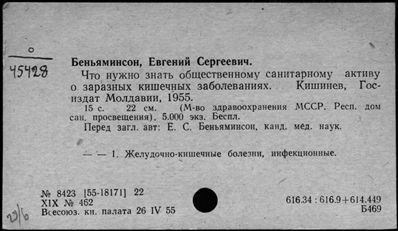 о
45428
Беньяминсон, Евгений Сергеевич.
Что нужно знать общественному санитарному активу
о заразных кишечных заболеваниях. Кишинев, Гос-
издат Молдавии, 1955.
15 с. 22 см. (М-во здравоохранения МССР. Респ. дом
сан. просвещения). 5.000 экз. Беспл.
Перед загл. авт: Е. С. Беньяминсон, канд. мед. наук.
— — 1. Желудочно-кишечные болезни, инфекционные.
№ 8423 [55-18171] 22
XIX № 462
Всесоюз. кн. палата 26 IV 55
616.34 : 616.9+614.449
Б469